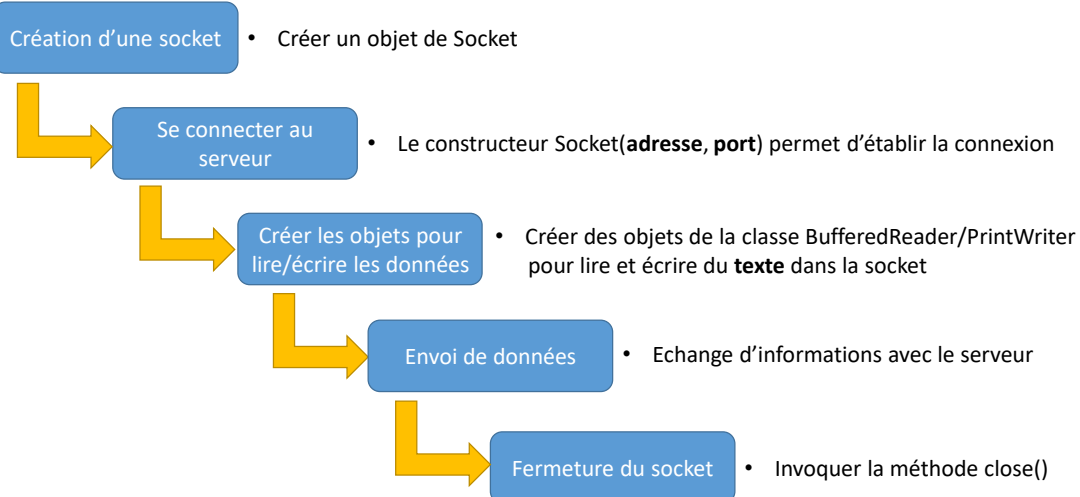 Création d’une socket
• Créer un objet de Socket
Se connecter au
serveur
• Le constructeur Socket(adresse, port) permet d’établir la connexion
Créer les objets pour
lire/écrire les données
• Créer des objets de la classe BufferedReader/PrintWriter
pour lire et écrire du texte dans la socket
Envoi de données
• Echange d’informations avec le serveur
Fermeture du socket
• Invoquer la méthode close()